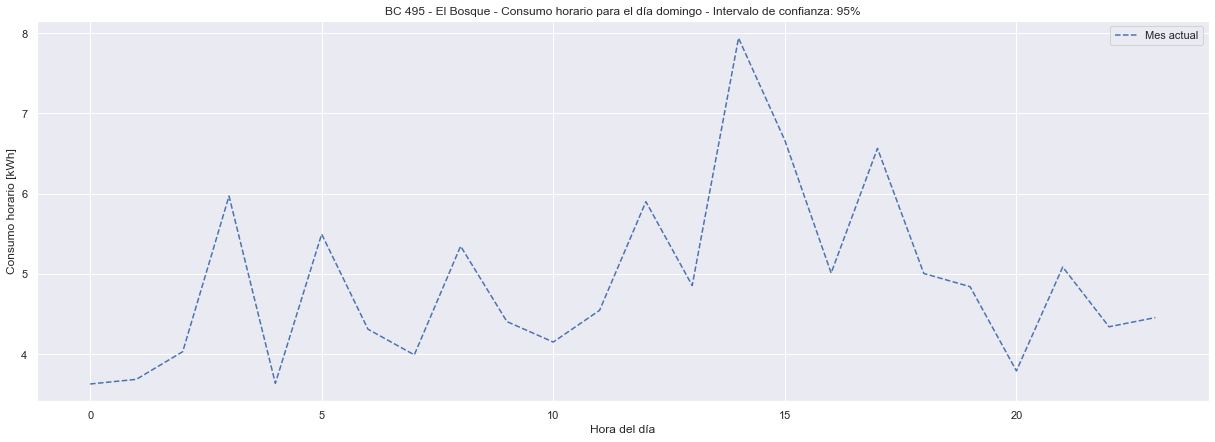 BC 495 - El Bosque - Consumo horario para el día domingo - Intervalo de confianza: 95%
Mes actual
Consumo horario [kWh]
8
7
6
5
4
0
5
10
15
20
Hora del día